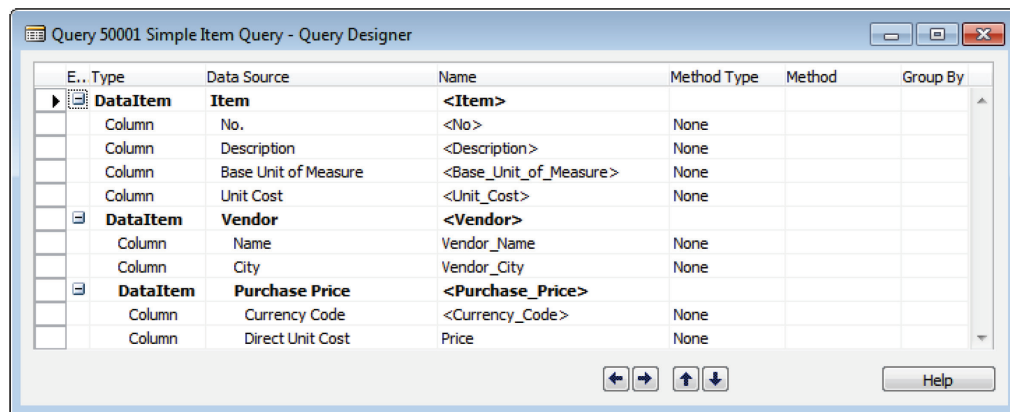 Query 50001 Simple Item Query - Query Designer
E.. Type Data Source Name Method Type Method Group By
DataItem Item <Item>
Column No. <No> None
Column Description <Description> None
Column Base Unit of Measure <Base_Unit_of_Measure> None
Column Unit Cost <Unit_Cost> None
DataItem Vendor <Vendor>
Column Name Vendor_Name None
Column City Vendor_City None
DataItem Purchase Price <Purchase_Price>
Column Currency Code <Currency_Code> None
Column Direct Unit Cost Price None
Help